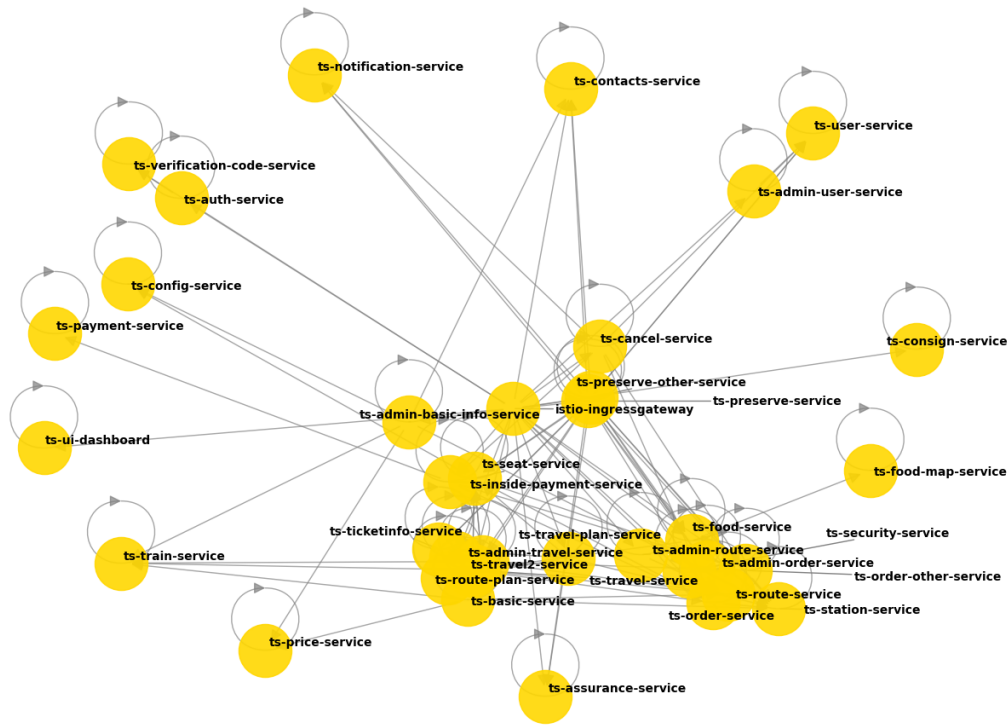 ts-notification-service
ts-contacts-service
ts-user-service
ts-verification-code-service
ts-admin-user-service
ts-auth-service
ts-config-service
ts-payment-service
ts-cancel-service
ts-consign-service
ts-preserve-other-service
ts-preserve-service
istio-ingressgateway
ts-admin-basic-info-service
ts-ui-dashboard
ts-seat-service
ts-food-map-service
ts-inside-payment-service
ts-food-service
ts-ticketinfo-service
ts-travel-plan-service
ts-security-service
ts-admin-route-service
ts-admin-travel-service
ts-train-service
ts-admin-order-service
ts-travel2-service
ts-order-other-service
ts-route-plan-service
ts-travel-service
ts-route-service
ts-basic-service
ts-station-service
ts-order-service
ts-price-service
ts-assurance-service